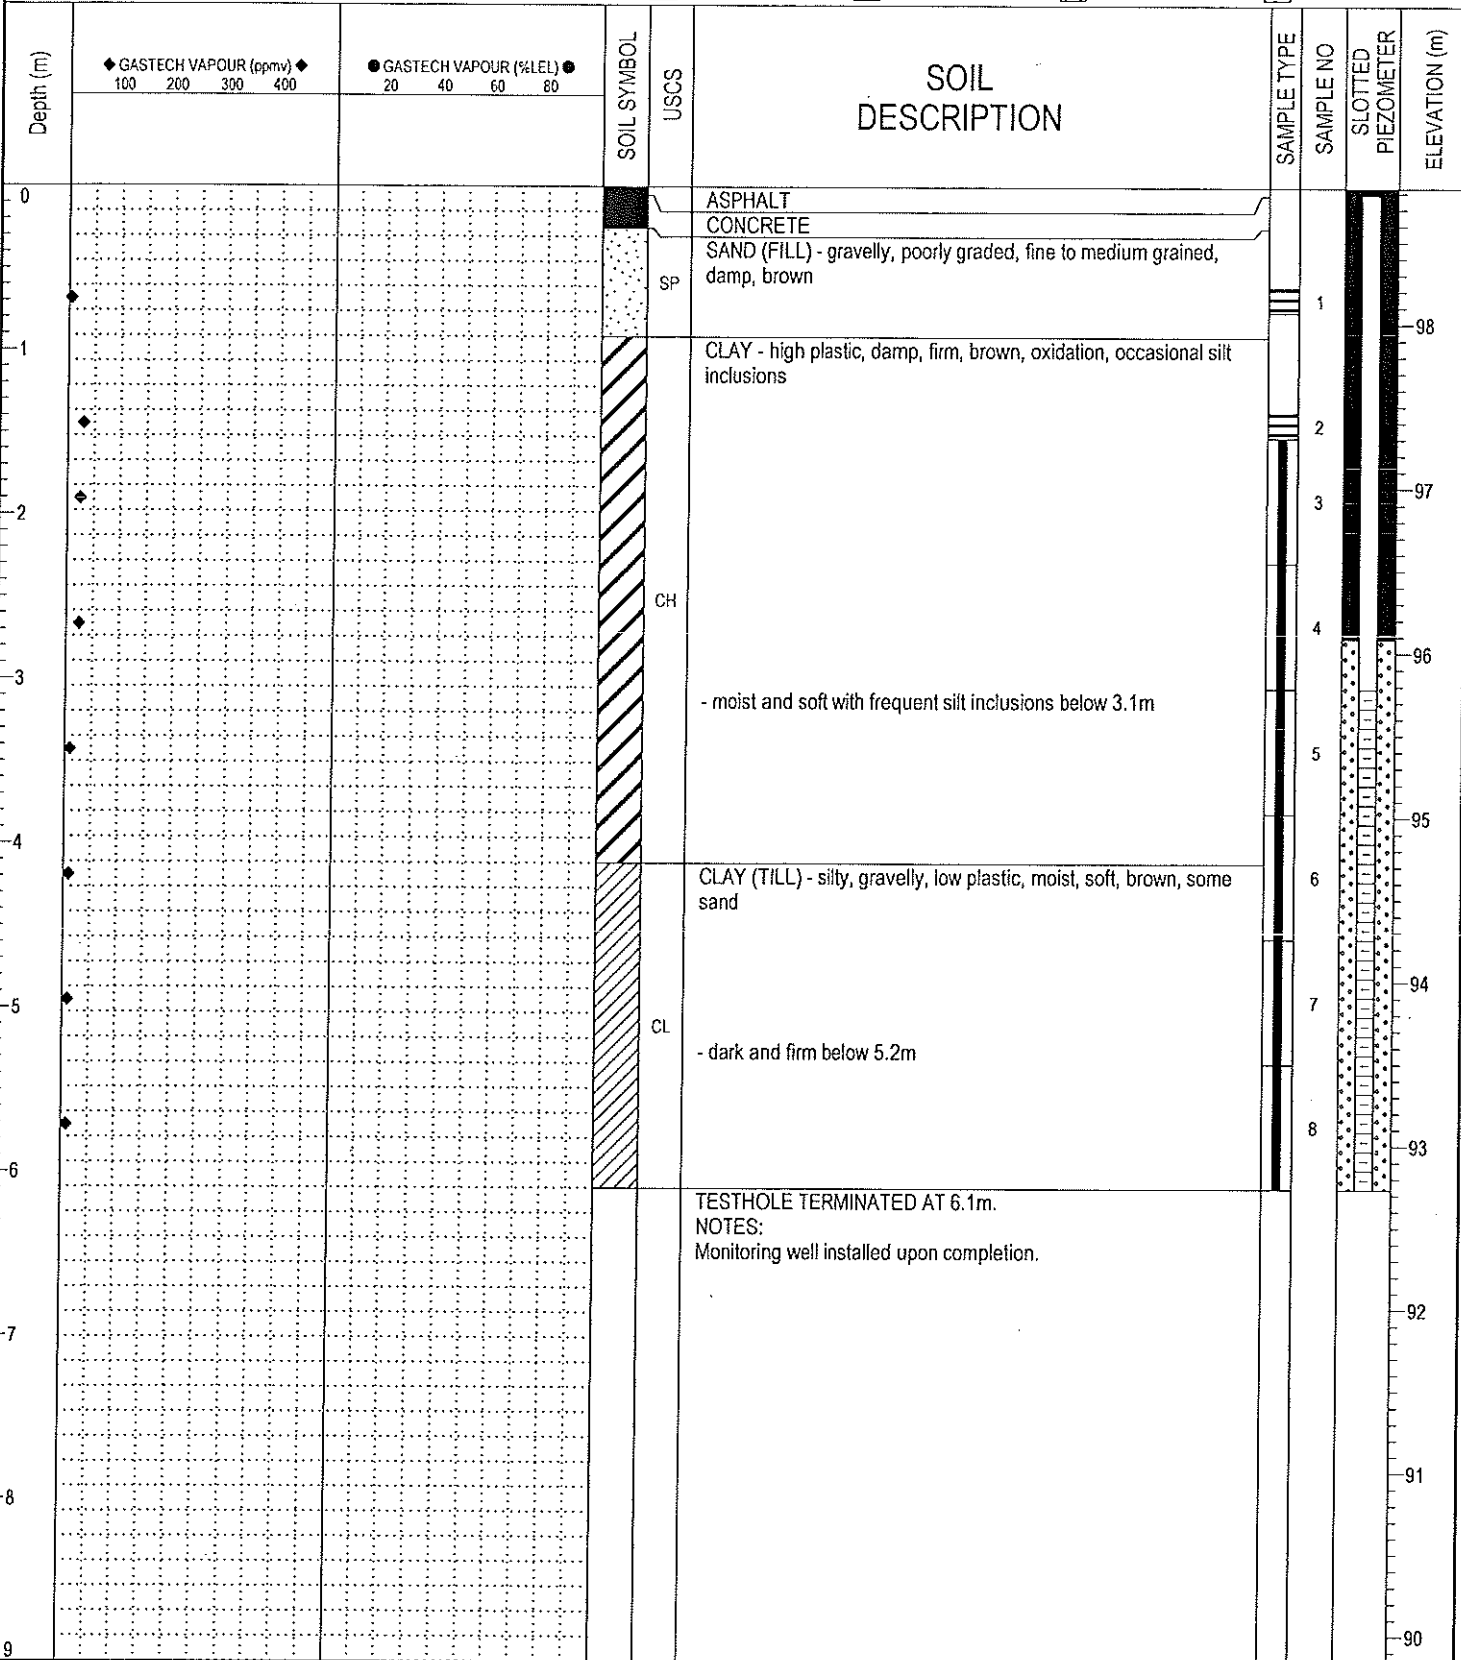 Depth (m)
◆ GASTECH VAPOUR (ppmv) ◆
100 200 300 400
● GASTECH VAPOUR (%LEL) ●
20 40 60 80
SOIL SYMBOL
USCS
SOIL
DESCRIPTION
SAMPLE TYPE
SAMPLE NO
SLOTTED
PIEZOMETER
ELEVATION (m)
0
ASPHALT
CONCRETE
SAND (FILL) - gravelly, poorly graded, fine to medium grained,
damp, brown
SP
1
98
1
CLAY - high plastic, damp, firm, brown, oxidation, occasional silt
inclusions
2
97
3
2
CH
4
96
3
- moist and soft with frequent silt inclusions below 3.1m
5
95
4
CLAY (TILL) - silty, gravelly, low plastic, moist, soft, brown, some
sand
6
94
7
5
CL
- dark and firm below 5.2m
8
93
6
TESTHOLE TERMINATED AT 6.1m.
NOTES:
Monitoring well installed upon completion.
92
7
91
8
90
9